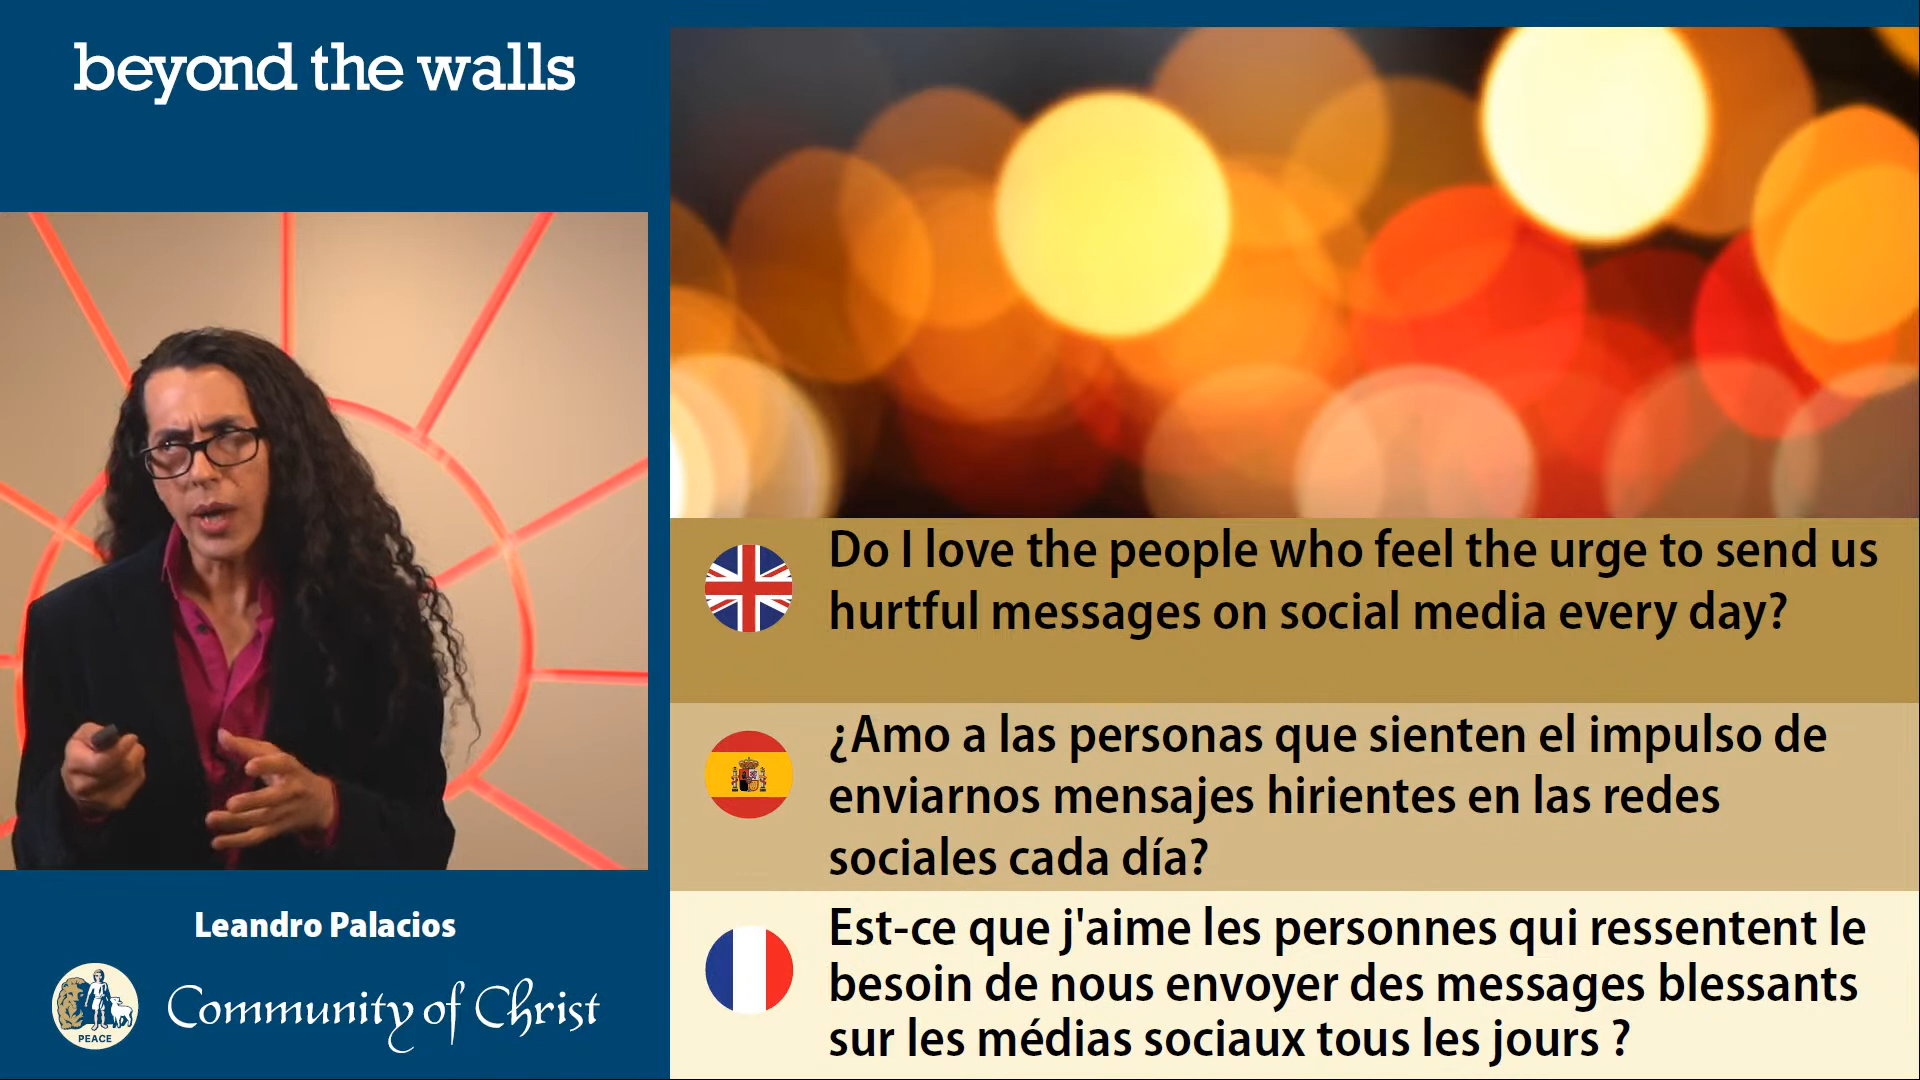 beyond the walls
Do I love the people who feel the urge to send us
hurtful messages on social media every day?
¿Amo a las personas que sienten el impulso de
enviarnos mensajes hirientes en las redes
sociales cada día?
Est-ce que j'aime les personnes qui ressentent le
besoin de nous envoyer des messages blessants
sur les médias sociaux tous les jours ?
Leandro Palacios
PEACE
Community of Christ